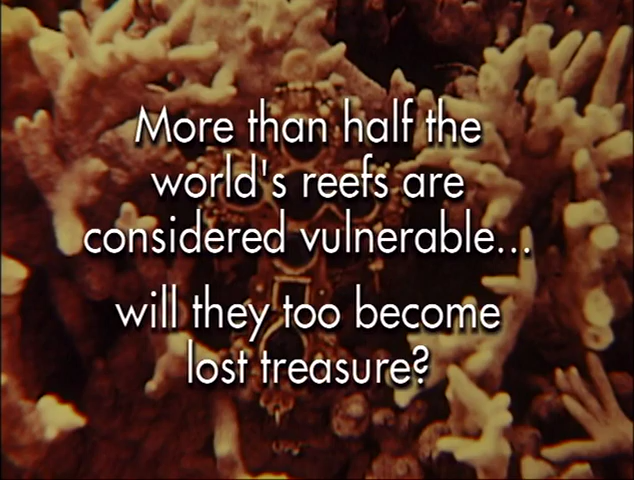 More than half the
world's reefs are
considered vulnerable...
will they too become
lost treasure?